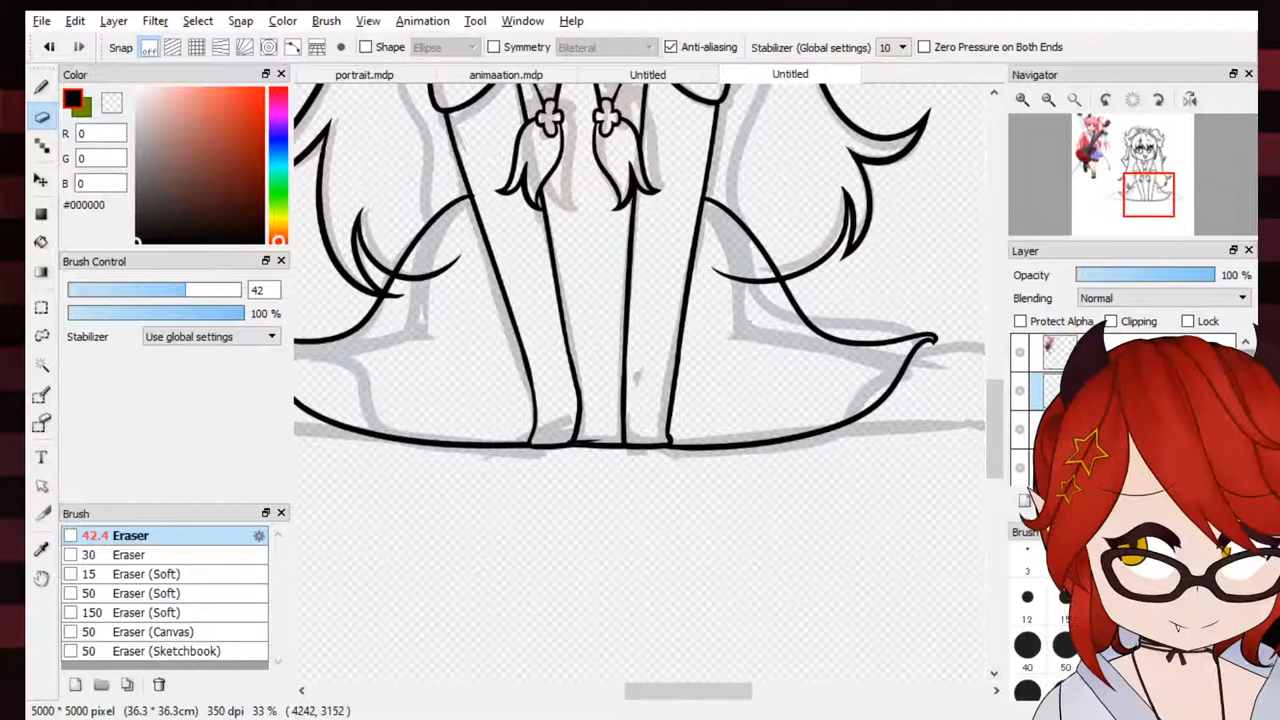 File Edit Layer Filter Select Snap Color Brush View Animation Tool Window Help
Snap off Shape Ellipse Symmetry Bilateral Anti-aliasing Stabilizer (Global settings) 10 Zero Pressure on Both Ends
Color
portrait.mdp animaation.mdp Untitled Untitled
Navigator
R 0
G 0
B 0
#000000
Brush Control
42
100 %
Stabilizer Use global settings
Layer
Opacity 100 %
Blending Normal
Protect Alpha Clipping Lock
Brush
42.4 Eraser
30 Eraser
15 Eraser (Soft)
50 Eraser (Soft)
150 Eraser (Soft)
50 Eraser (Canvas)
50 Eraser (Sketchbook)
3
12
40
5000 * 5000 pixel (36.3 * 36.3cm) 350 dpi 33 % ( 4242, 3152 )